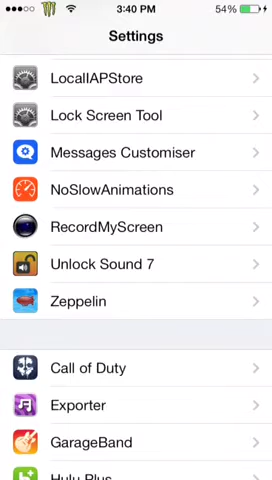 3:40 PM
54%
Settings
LocalIAPStore
Lock Screen Tool
Messages Customiser
NoSlowAnimations
RecordMyScreen
Unlock Sound 7
Zeppelin
Call of Duty
Exporter
GarageBand
Hulu Plus